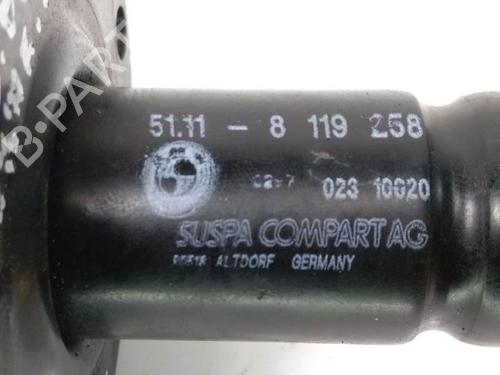 51.11 - 8 119 258
023 10020
SUSPA COMPART AG
ALTDORF GERMANY
B-PARTS